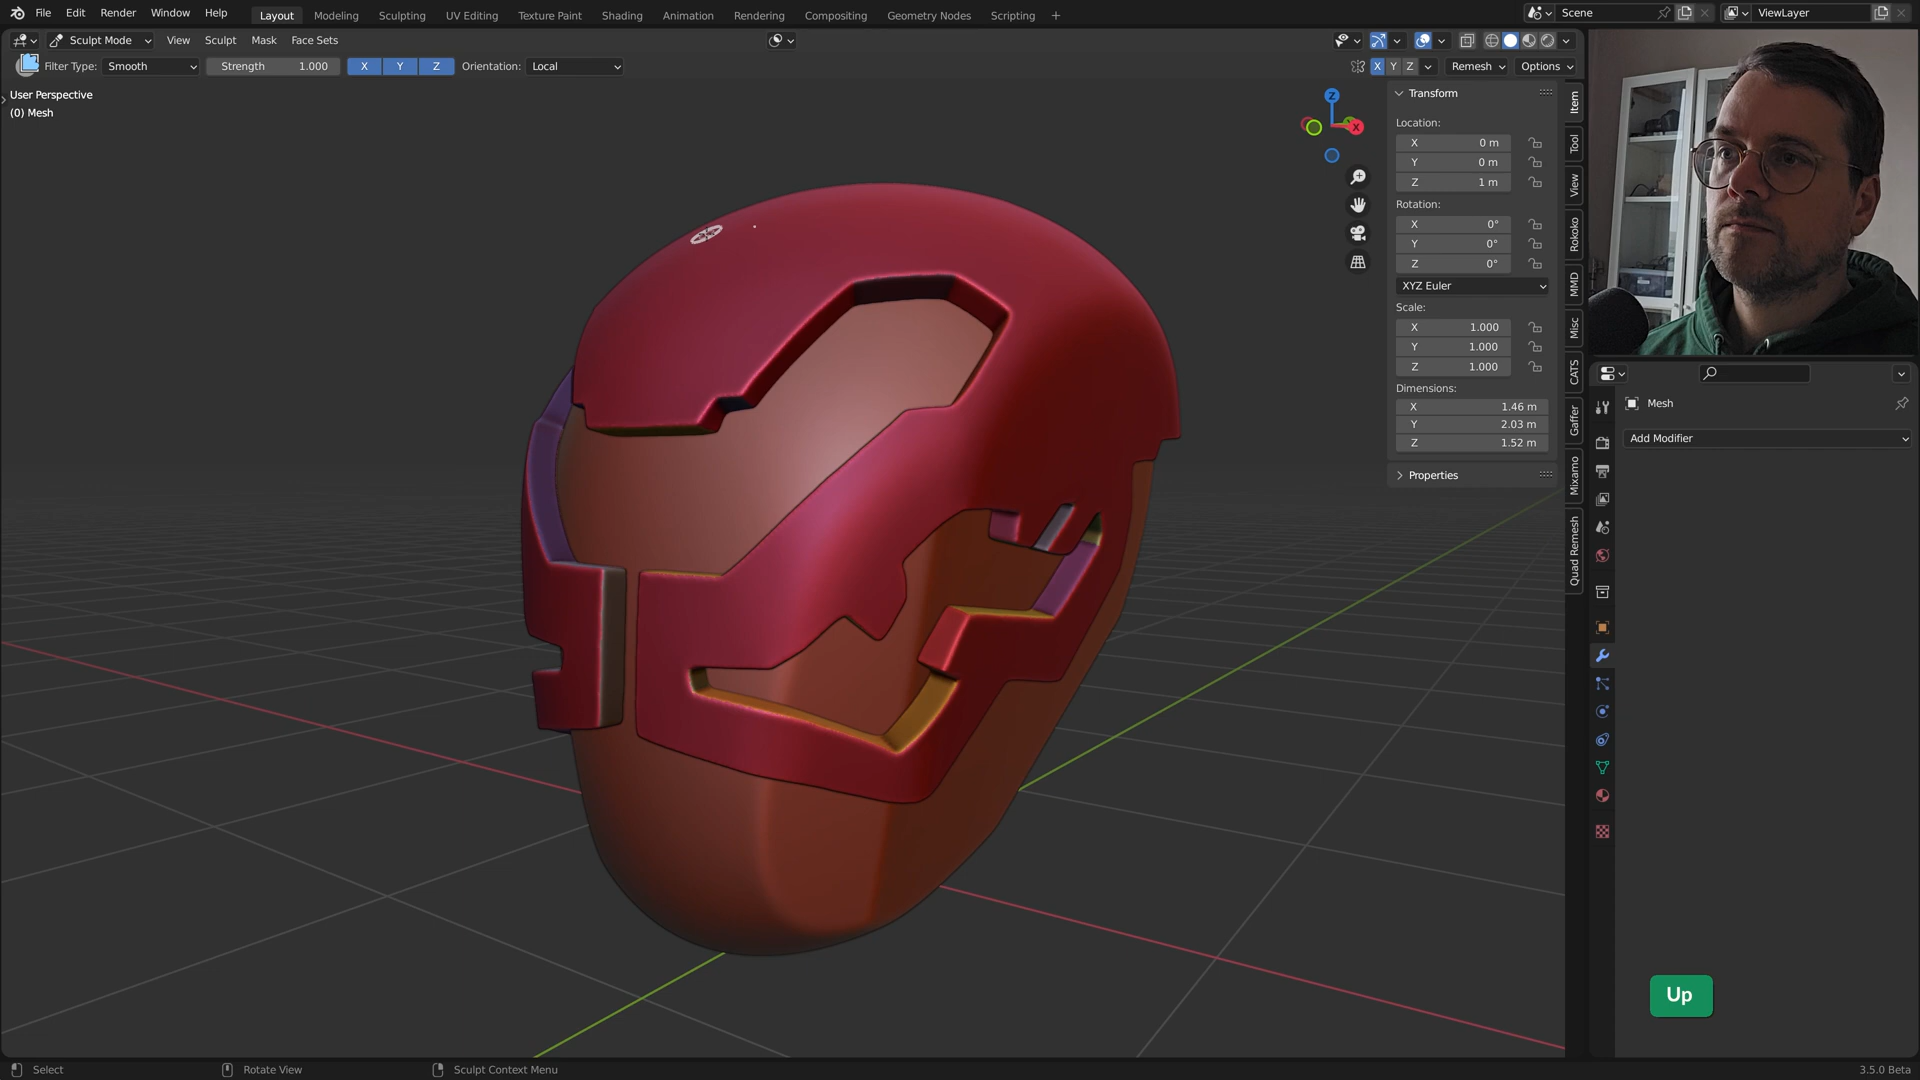 File Edit Render Window Help Layout Modeling Sculpting UV Editing Texture Paint Shading Animation Rendering Compositing Geometry Nodes Scripting + Scene ViewLayer
Sculpt Mode View Sculpt Mask Face Sets
Filter Type: Smooth Strength 1.000 X Y Z Orientation: Local X Y Z Remesh Options
User Perspective
(0) Mesh
Z
X
Transform
Location:
X 0 m
Y 0 m
Z 1 m
Rotation:
X 0°
Y 0°
Z 0°
XYZ Euler
Scale:
X 1.000
Y 1.000
Z 1.000
Dimensions:
X 1.46 m
Y 2.03 m
Z 1.52 m
Properties
Item
Tool
View
Rokoko
MMD
Misc
CATS
Gaffer
Mixamo
Quad Remesh
Mesh
Add Modifier
Up
Select Rotate View Sculpt Context Menu 3.5.0 Beta